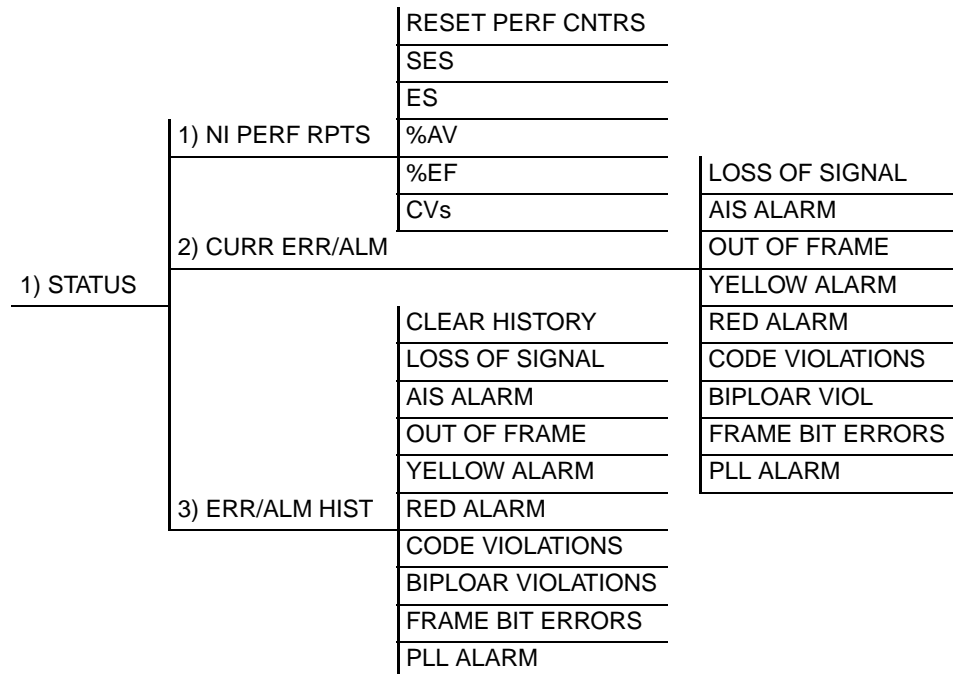 1) STATUS
1) NI PERF RPTS
RESET PERF CNTRS
SES
ES
%AV
%EF
CVs
2) CURR ERR/ALM
LOSS OF SIGNAL
AIS ALARM
OUT OF FRAME
YELLOW ALARM
RED ALARM
CODE VIOLATIONS
BIPLOAR VIOL
FRAME BIT ERRORS
PLL ALARM
3) ERR/ALM HIST
CLEAR HISTORY
LOSS OF SIGNAL
AIS ALARM
OUT OF FRAME
YELLOW ALARM
RED ALARM
CODE VIOLATIONS
BIPLOAR VIOLATIONS
FRAME BIT ERRORS
PLL ALARM